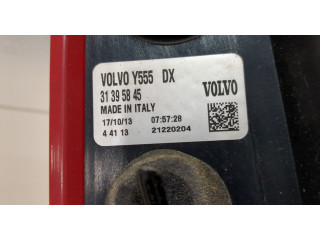 VOLVO Y555 DX
31 39 58 45
MADE IN ITALY
VOLVO
17/10/13 07:57:28
4 41 13 21220204